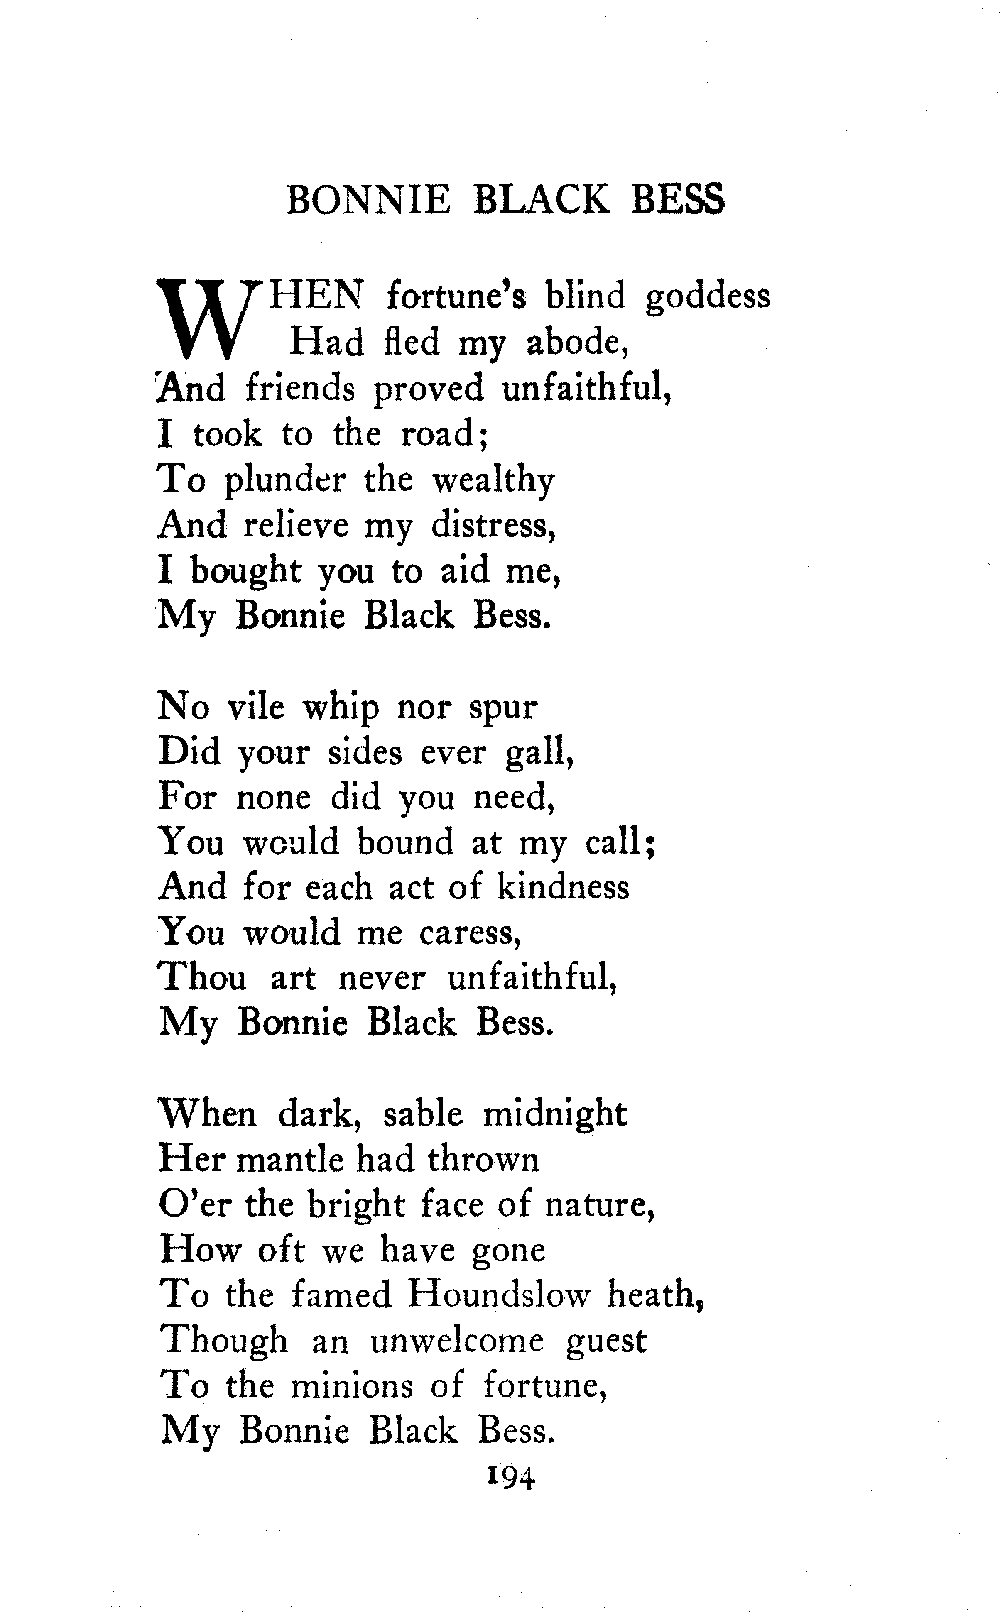 BONNIE BLACK BESS
WHEN fortune's blind goddess
Had fled my abode,
And friends proved unfaithful,
I took to the road;
To plunder the wealthy
And relieve my distress,
I bought you to aid me,
My Bonnie Black Bess.
No vile whip nor spur
Did your sides ever gall,
For none did you need,
You would bound at my call;
And for each act of kindness
You would me caress,
Thou art never unfaithful,
My Bonnie Black Bess.
When dark, sable midnight
Her mantle had thrown
O'er the bright face of nature,
How oft we have gone
To the famed Houndslow heath,
Though an unwelcome guest
To the minions of fortune,
My Bonnie Black Bess.
194